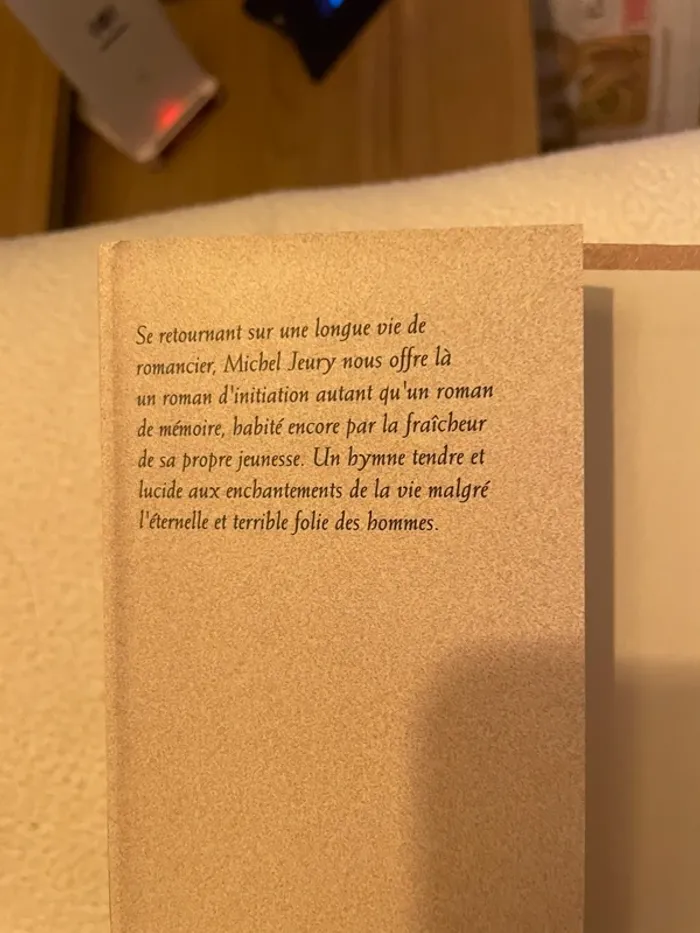 Se retournant sur une longue vie de
romancier, Michel Jeury nous offre là
un roman d'initiation autant qu'un roman
de mémoire, habité encore par la fraîcheur
de sa propre jeunesse. Un hymne tendre et
lucide aux enchantements de la vie malgré
l'éternelle et terrible folie des hommes.